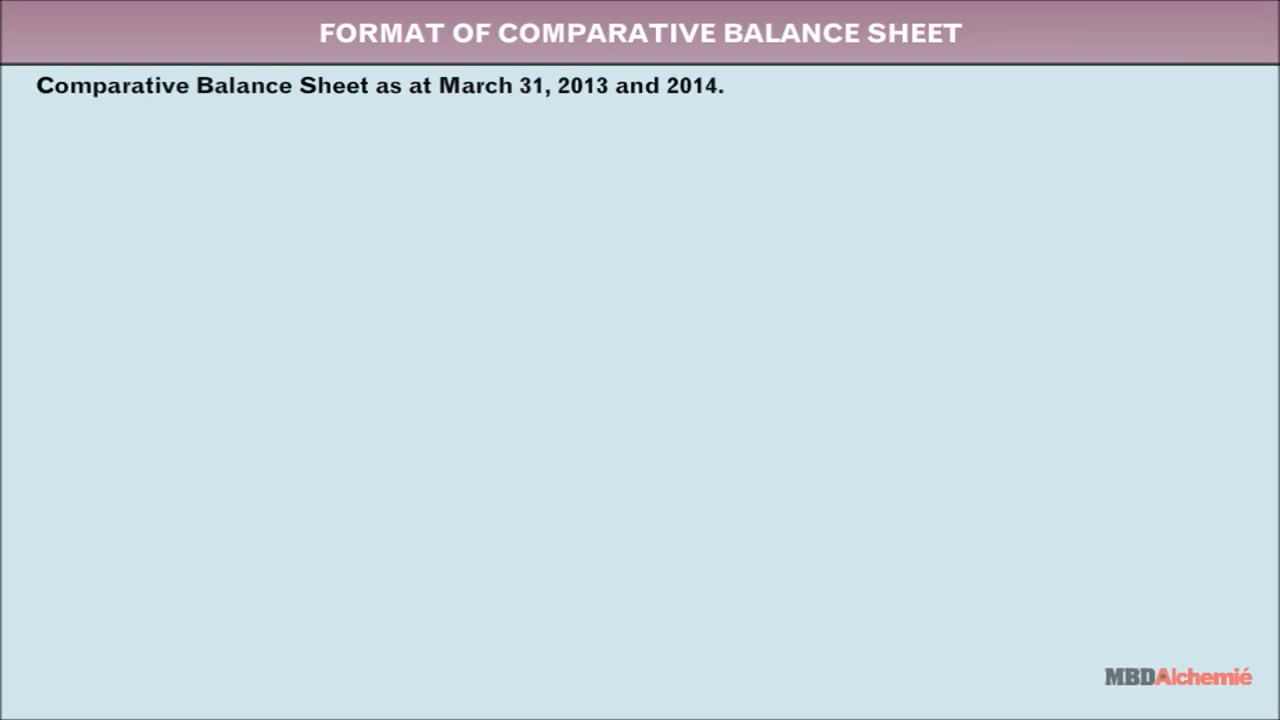 FORMAT OF COMPARATIVE BALANCE SHEET
Comparative Balance Sheet as at March 31, 2013 and 2014.
MBDAlchemié